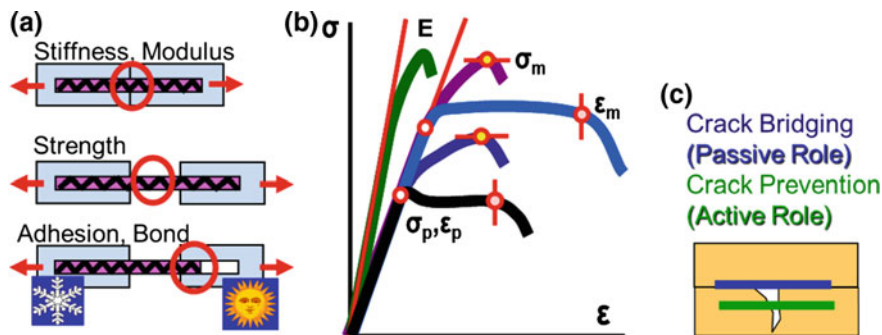 (a)
Stiffness, Modulus
Strength
Adhesion, Bond
(b)
σ
E
σm
εm
σp,εp
ε
(c)
Crack Bridging
(Passive Role)
Crack Prevention
(Active Role)